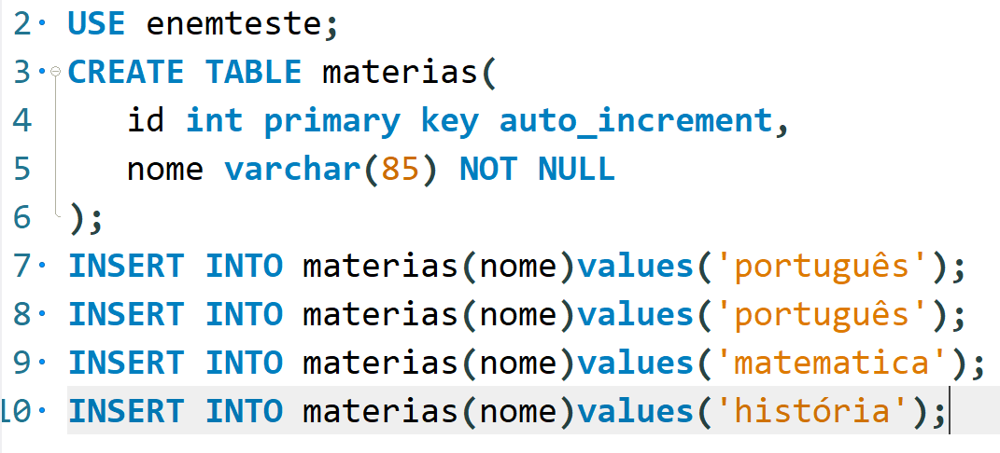 2 USE enemteste;
3 CREATE TABLE materias(
4 id int primary key auto_increment,
5 nome varchar(85) NOT NULL
6 );
7 INSERT INTO materias(nome)values('português');
8 INSERT INTO materias(nome)values('português');
9 INSERT INTO materias(nome)values('matematica');
10 INSERT INTO materias(nome)values('história');